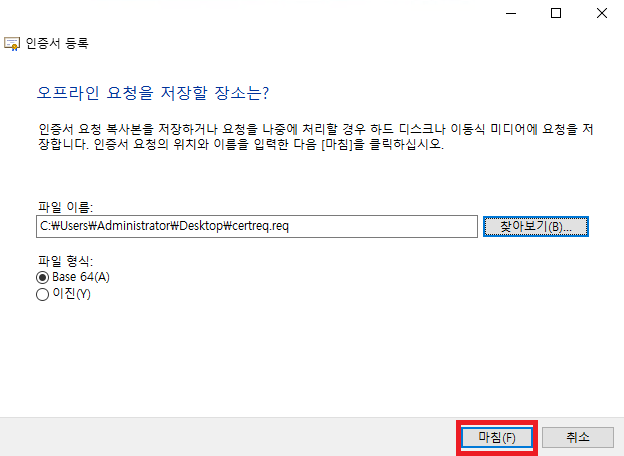 인증서 등록
오프라인 요청을 저장할 장소는?
인증서 요청 복사본을 저장하거나 요청을 나중에 처리할 경우 하드 디스크나 이동식 미디어에 요청을 저
장합니다. 인증서 요청의 위치와 이름을 입력한 다음 [마침]을 클릭하십시오.
파일 이름:
C:₩Users₩Administrator₩Desktop₩certreq.req
찾아보기(B)...
파일 형식:
Base 64(A)
이진(Y)
마침(F)
취소